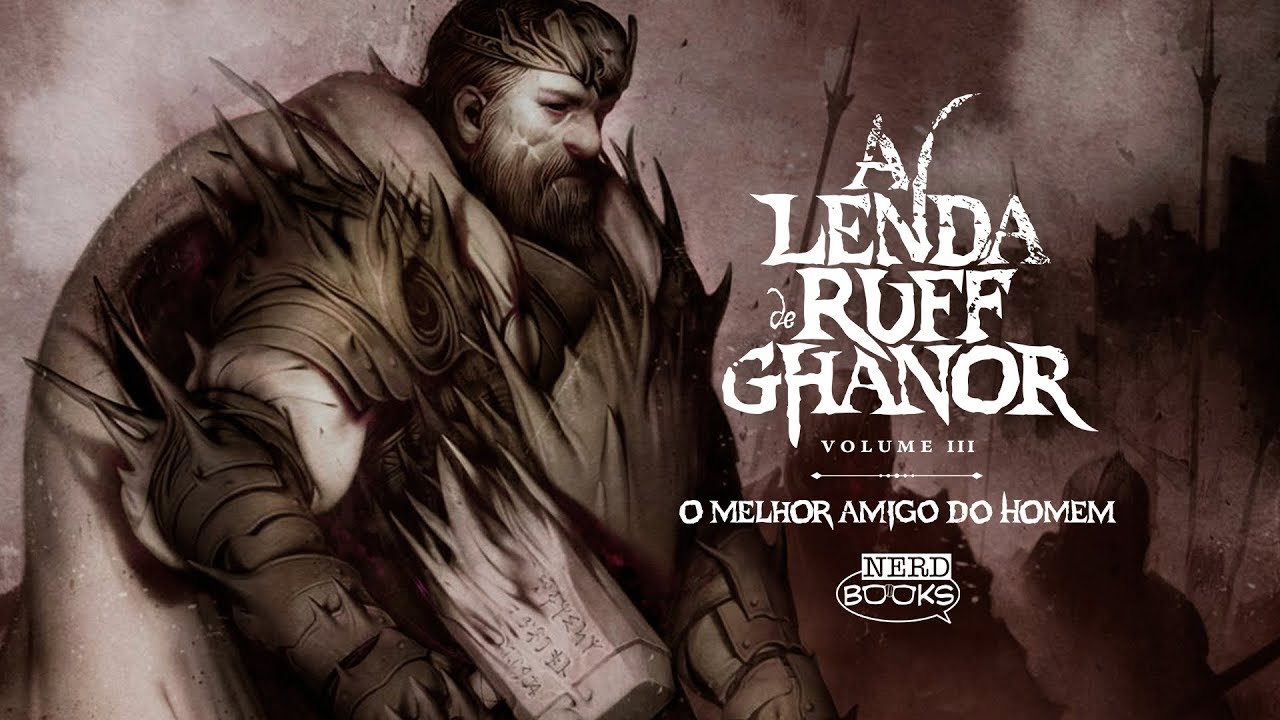 A
LENDA
de RUFF
GHANOR
VOLUME III
O MELHOR AMIGO DO HOMEM
NERD
BOOKS